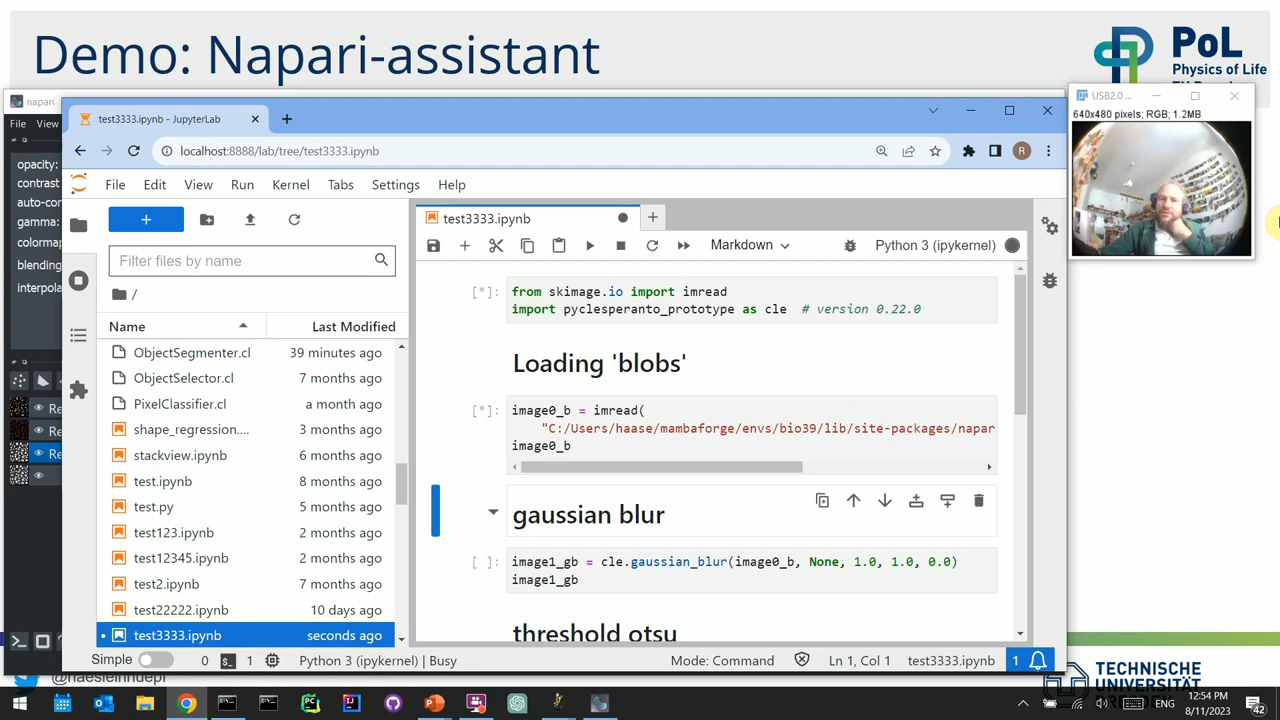 Demo: Napari-assistant
PoL
Physics of Life
napari
File View
opacity:
contrast
auto-con
gamma:
colormap
blending
interpola
test3333.ipynb - JupyterLab
localhost:8888/lab/tree/test3333.ipynb
R
File Edit View Run Kernel Tabs Settings Help
Filter files by name
/
Name Last Modified
ObjectSegmenter.cl 39 minutes ago
ObjectSelector.cl 7 months ago
PixelClassifier.cl a month ago
shape_regression.... 3 months ago
stackview.ipynb 6 months ago
test.ipynb 8 months ago
test.py 5 months ago
test123.ipynb 2 months ago
test12345.ipynb 2 months ago
test2.ipynb 7 months ago
test22222.ipynb 10 days ago
test3333.ipynb seconds ago
test3333.ipynb
Markdown
Python 3 (ipykernel)
[*]: from skimage.io import imread
import pyclesperanto_prototype as cle # version 0.22.0
Loading 'blobs'
[*]: image0_b = imread(
"C:/Users/haase/mambaforge/envs/bio39/lib/site-packages/napar
image0_b
gaussian blur
[ ]: image1_gb = cle.gaussian_blur(image0_b, None, 1.0, 1.0, 0.0)
image1_gb
threshold otsu
Simple 0 1 Python 3 (ipykernel) | Busy Mode: Command Ln 1, Col 1 test3333.ipynb 1
USB2.0 ...
640x480 pixels; RGB; 1.2MB
Re
Re
Re
TECHNISCHE
UNIVERSITÄT
ENG
12:54 PM
8/11/2023
42